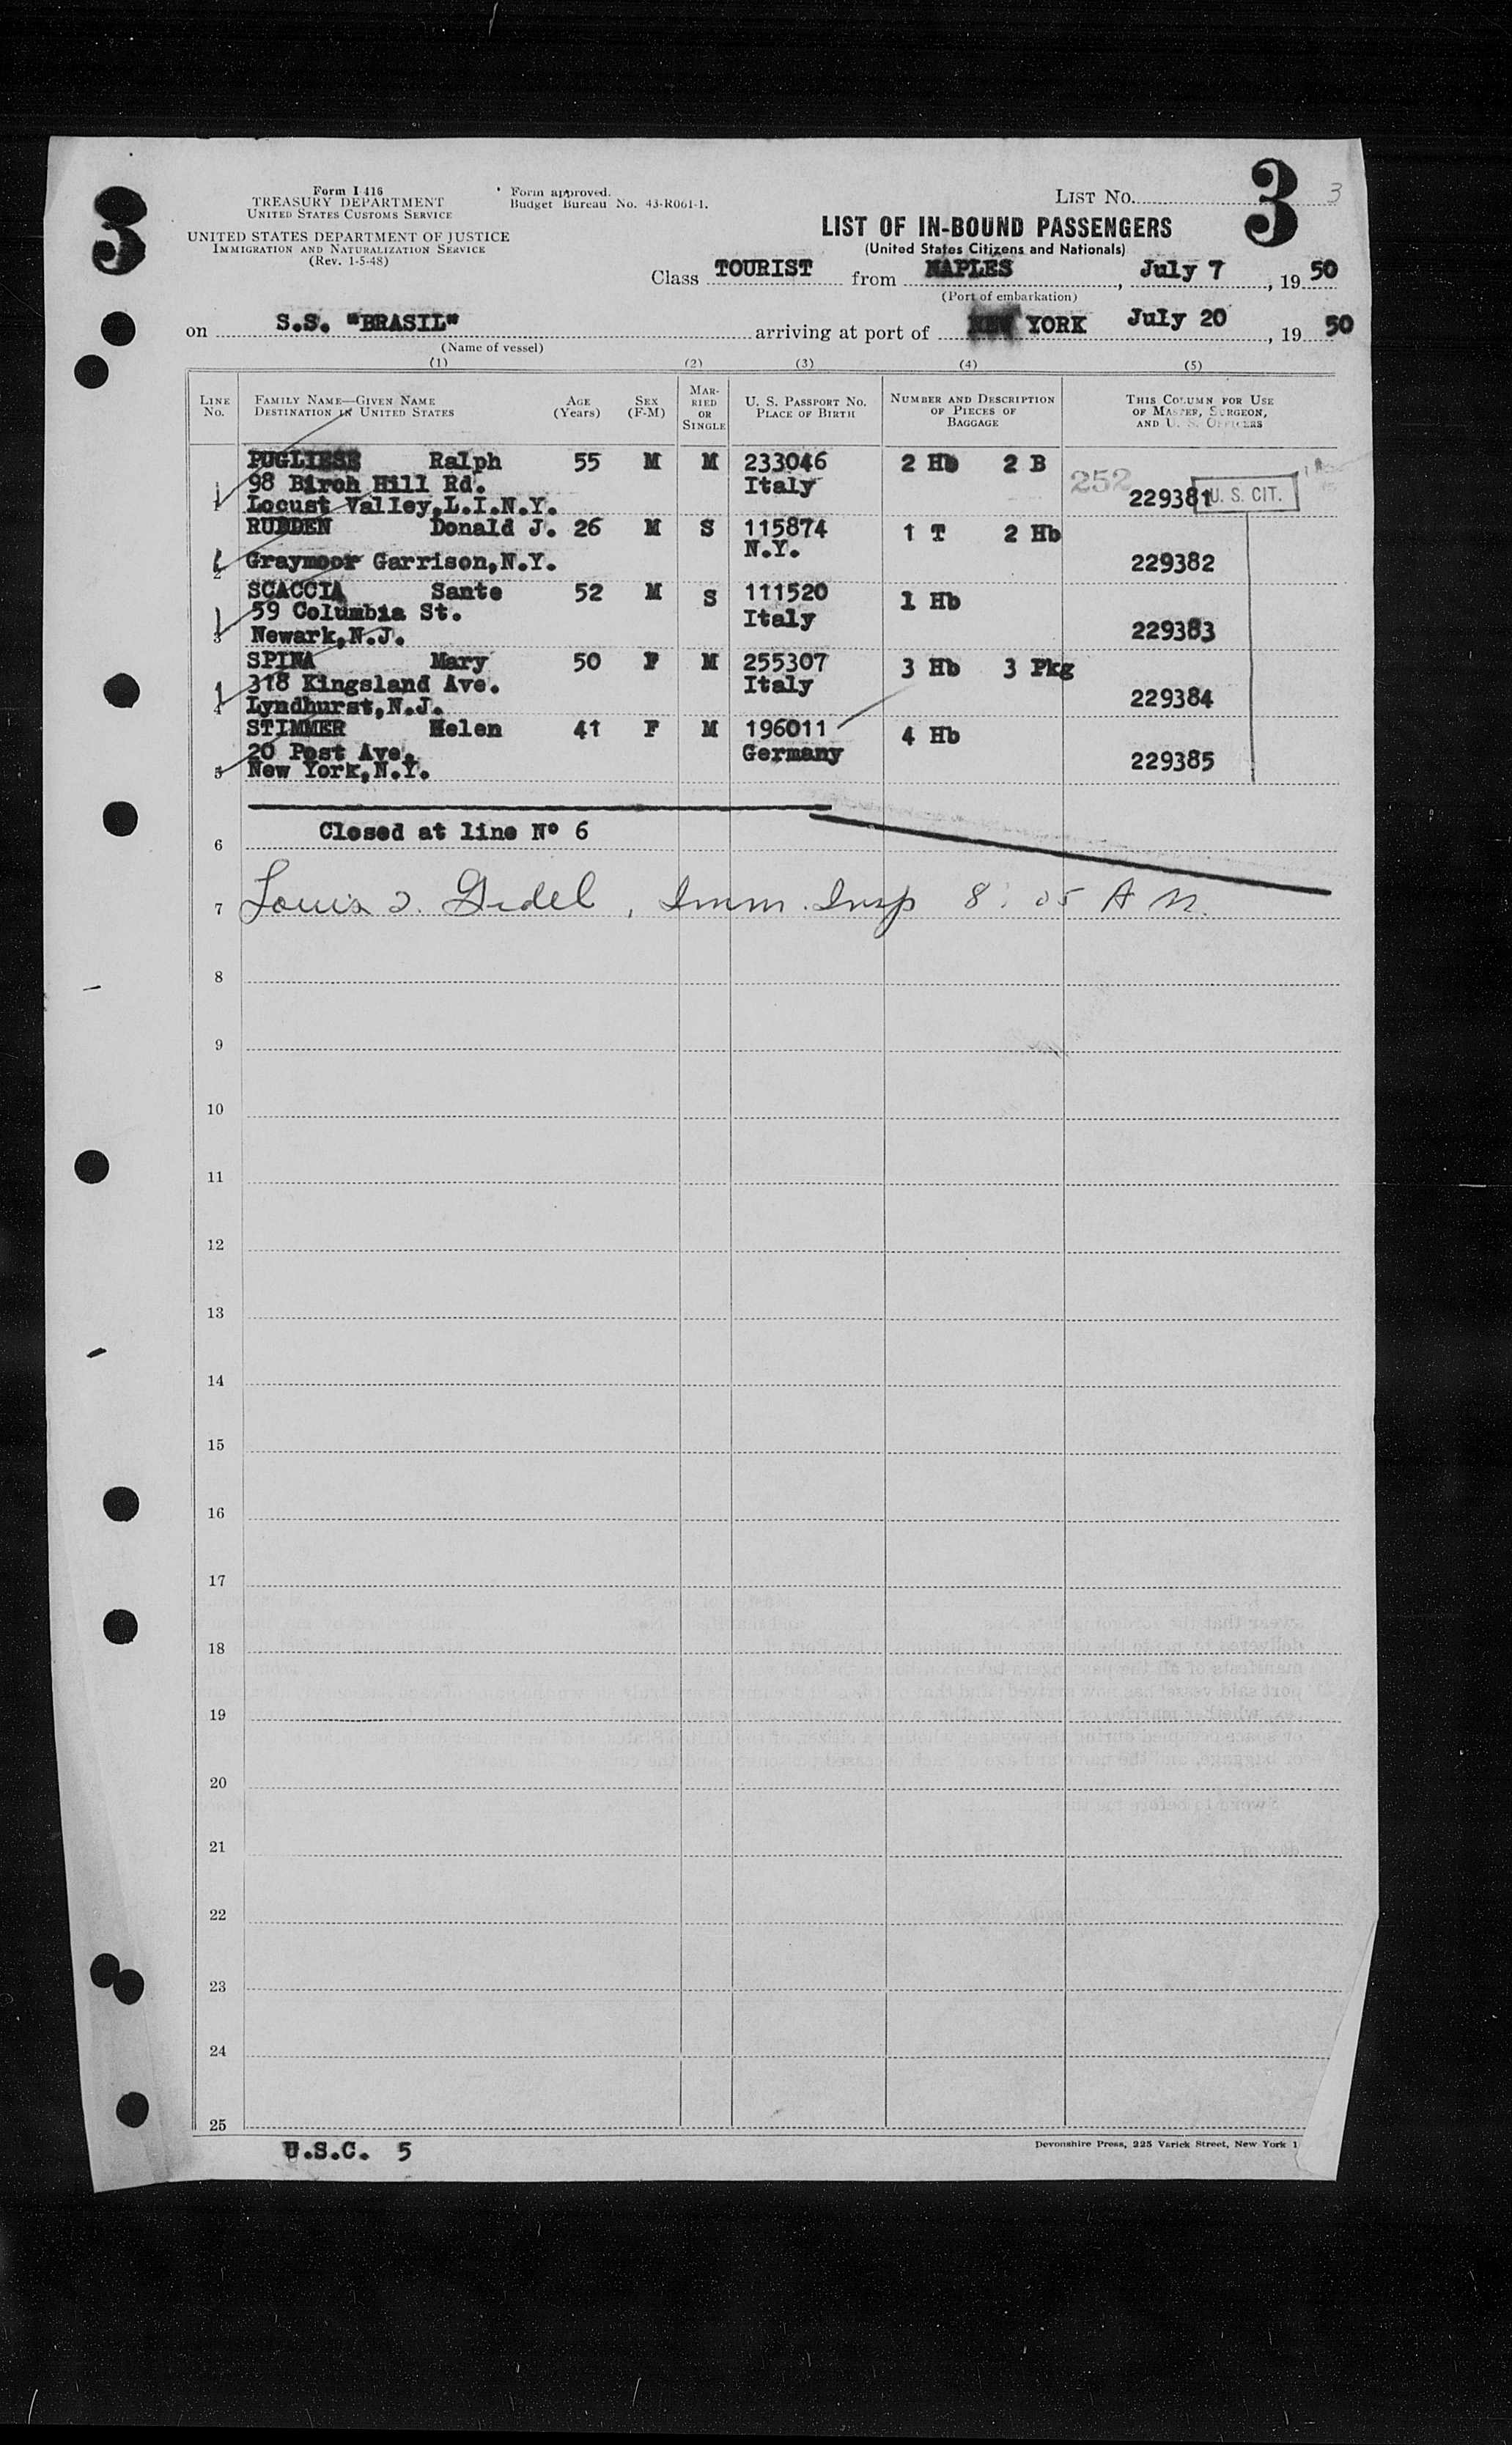 3
Form I 416
TREASURY DEPARTMENT
UNITED STATES CUSTOMS SERVICE
UNITED STATES DEPARTMENT OF JUSTICE
IMMIGRATION AND NATURALIZATION SERVICE
(Rev. 1-5-48)
Form approved.
Budget Bureau No. 43-R061-1.
LIST NO. 3
3
LIST OF IN-BOUND PASSENGERS
(United States Citizens and Nationals)
Class TOURIST from NAPLES, July 7, 1950
(Port of embarkation)
on S.S. "BRASIL" arriving at port of NEW YORK July 20, 1950
(Name of vessel)
(1) (2) (3) (4) (5)
LINE No. FAMILY NAME—GIVEN NAME DESTINATION IN UNITED STATES AGE (Years) SEX (F-M) MARRIED OR SINGLE U. S. PASSPORT NO. PLACE OF BIRTH NUMBER AND DESCRIPTION OF PIECES OF BAGGAGE THIS COLUMN FOR USE OF MASTER, SURGEON, AND U. S. OFFICERS
PUGLIESE Ralph 55 M M 233046 2 Hb 2 B 252
98 Birch Hill Rd. Italy 229381 U. S. CIT.
1 Locust Valley,L.I.N.Y.
RUDDEN Donald J. 26 M S 115874 1 T 2 Hb
N.Y.
2 Graymoor Garrison,N.Y. 229382
SCACCIA Sante 52 M S 111520 1 Hb
59 Columbia St. Italy
3 Newark,N.J. 229383
SPINA Mary 50 F M 255307 3 Hb 3 Pkg
318 Kingsland Ave. Italy
4 Lyndhurst,N.J. 229384
STIMMER Helen 41 F M 196011 4 Hb
20 Post Ave. Germany
5 New York,N.Y. 229385
6 Closed at line Nº 6
7 Louis , Imm. Insp 8:05 A M.
8
9
10
11
12
13
14
15
16
17
18
19
20
21
22
23
24
25
U.S.C. 5
Devonshire Press, 225 Varick Street, New York 1